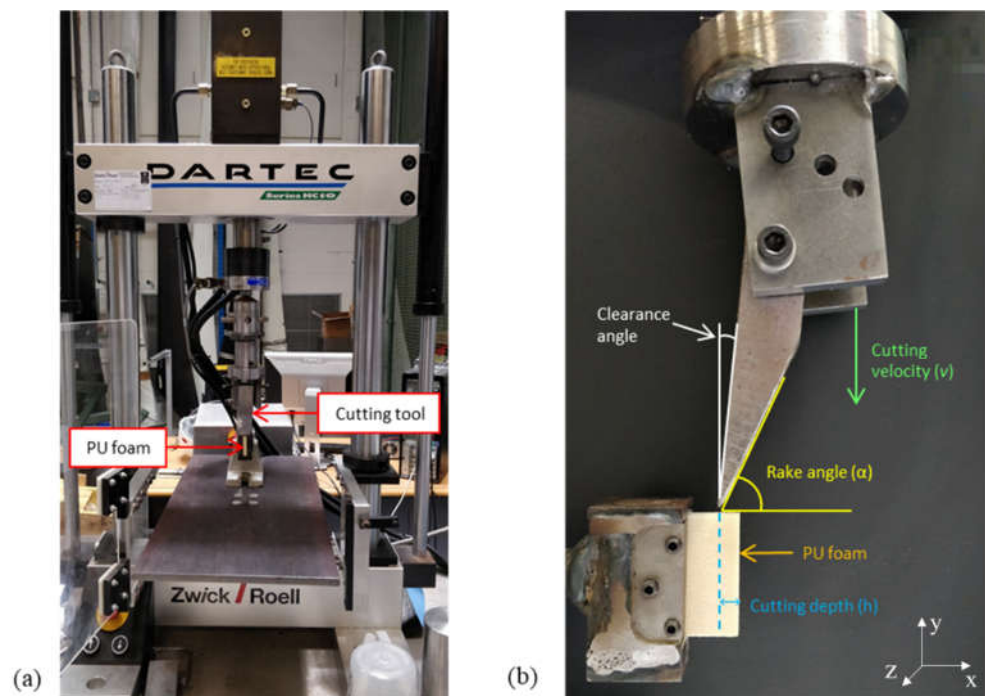 DARTEC
Series HC10
Cutting tool
PU foam
Zwick / Roell
(a)
Clearance
angle
Cutting
velocity (v)
Rake angle (α)
PU foam
Cutting depth (h)
y
z
x
(b)